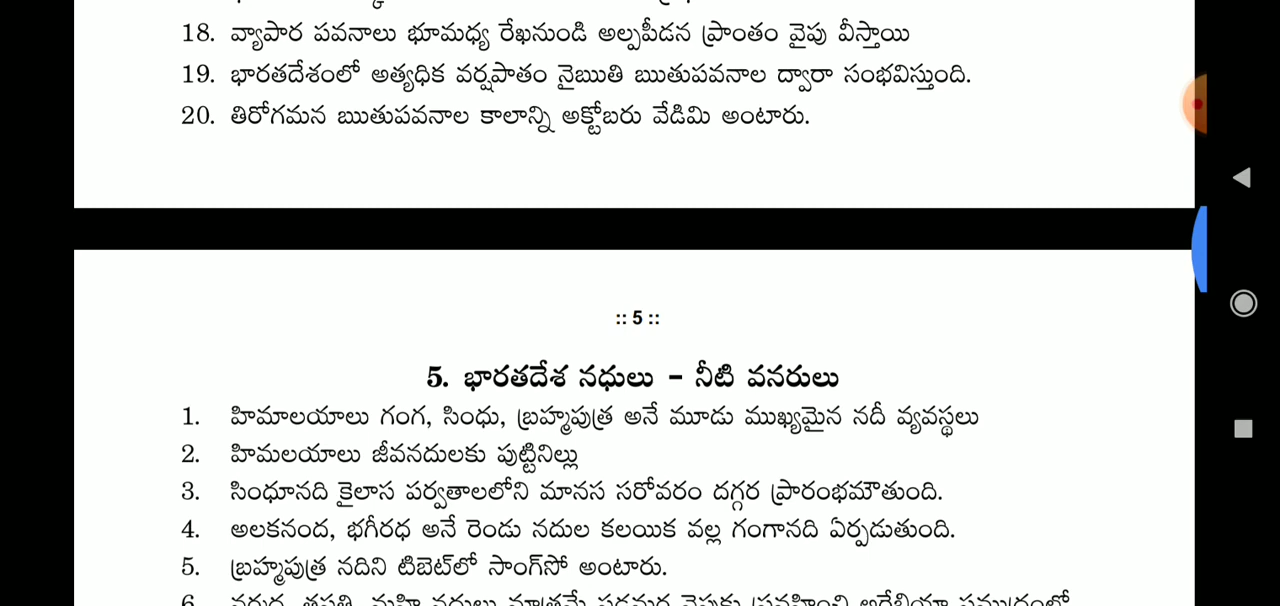 18. వ్యాపార పవనాలు భూమధ్య రేఖనుండి అల్పపీడన ప్రాంతం వైపు వీస్తాయి
19. భారతదేశంలో అత్యధిక వర్షపాతం నైఋతి ఋతుపవనాల ద్వారా సంభవిస్తుంది.
20. తిరోగమన ఋతుపవనాల కాలాన్ని అక్టోబరు వేడిమి అంటారు.
:: 5 ::
5. భారతదేశ నధులు - నీటి వనరులు
1. హిమాలయాలు గంగ, సింధు, బ్రహ్మపుత్ర అనే మూడు ముఖ్యమైన నదీ వ్యవస్థలు
2. హిమలయాలు జీవనదులకు పుట్టినిల్లు
3. సింధూనది కైలాస పర్వతాలలోని మానస సరోవరం దగ్గర ప్రారంభమౌతుంది.
4. అలకనంద, భగీరధ అనే రెండు నదుల కలయిక వల్ల గంగానది ఏర్పడుతుంది.
5. బ్రహ్మపుత్ర నదిని టిబెట్‌లో సాంగ్‌సో అంటారు.